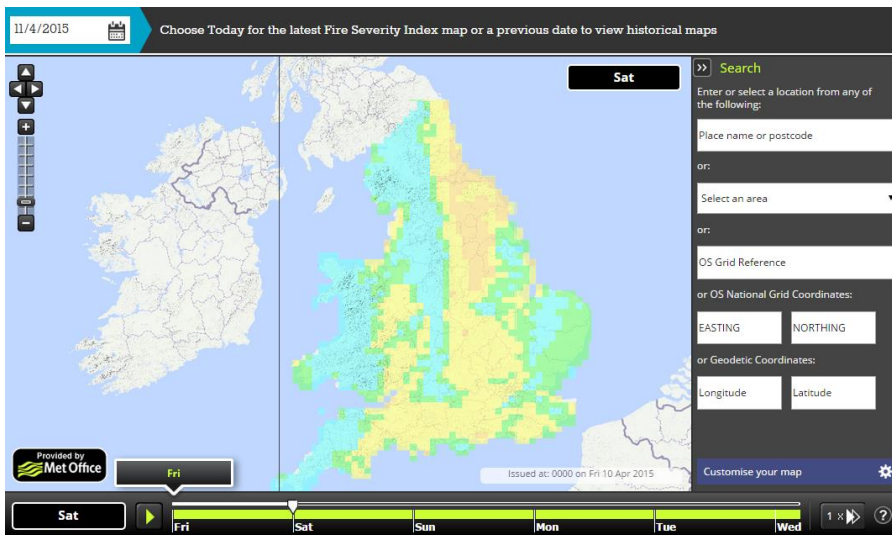 11/4/2015
Choose Today for the latest Fire Severity Index map or a previous date to view historical maps
Sat
Search
Enter or select a location from any of
the following:
Place name or postcode
or:
Select an area
or:
OS Grid Reference
or OS National Grid Coordinates:
EASTING NORTHING
or Geodetic Coordinates:
Longitude Latitude
Customise your map
Provided by
Met Office
Fri
Issued at: 0000 on Fri 10 Apr 2015
Sat
Fri Sat Sun Mon Tue Wed
1 x
?